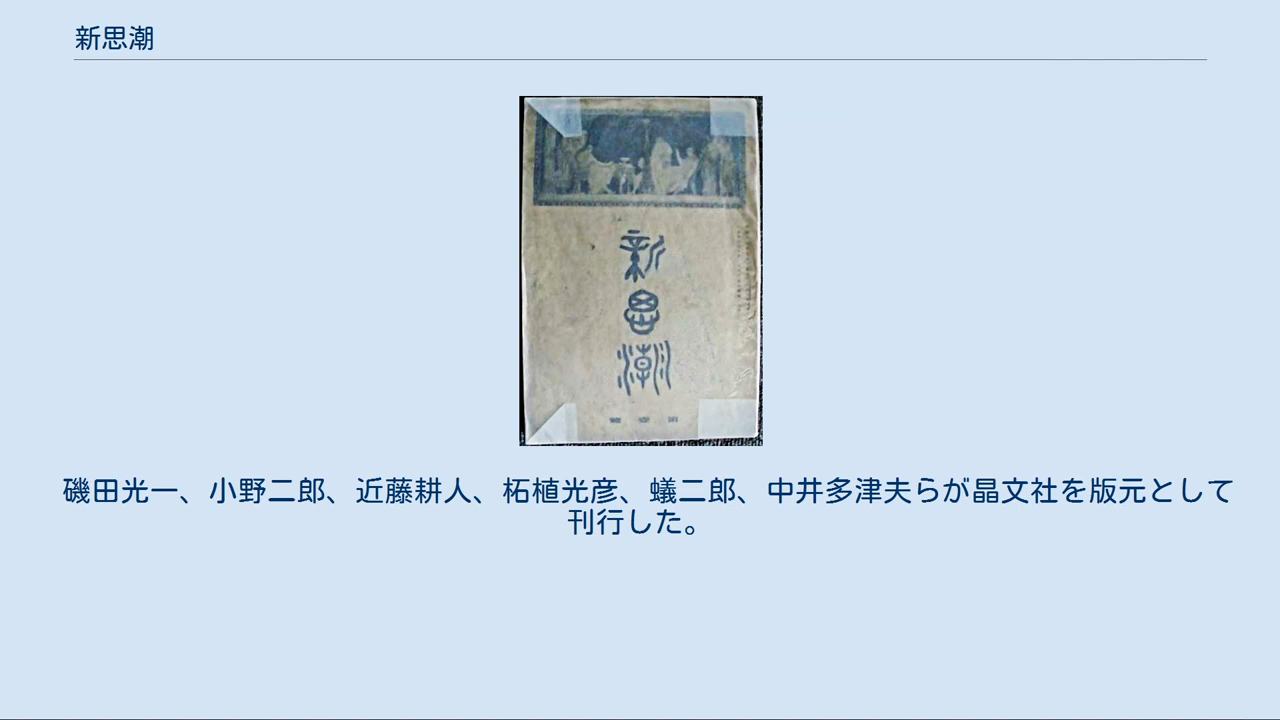 新思潮
新思潮
磯田光一、小野二郎、近藤耕人、柘植光彦、蟻二郎、中井多津夫らが晶文社を版元として
刊行した。